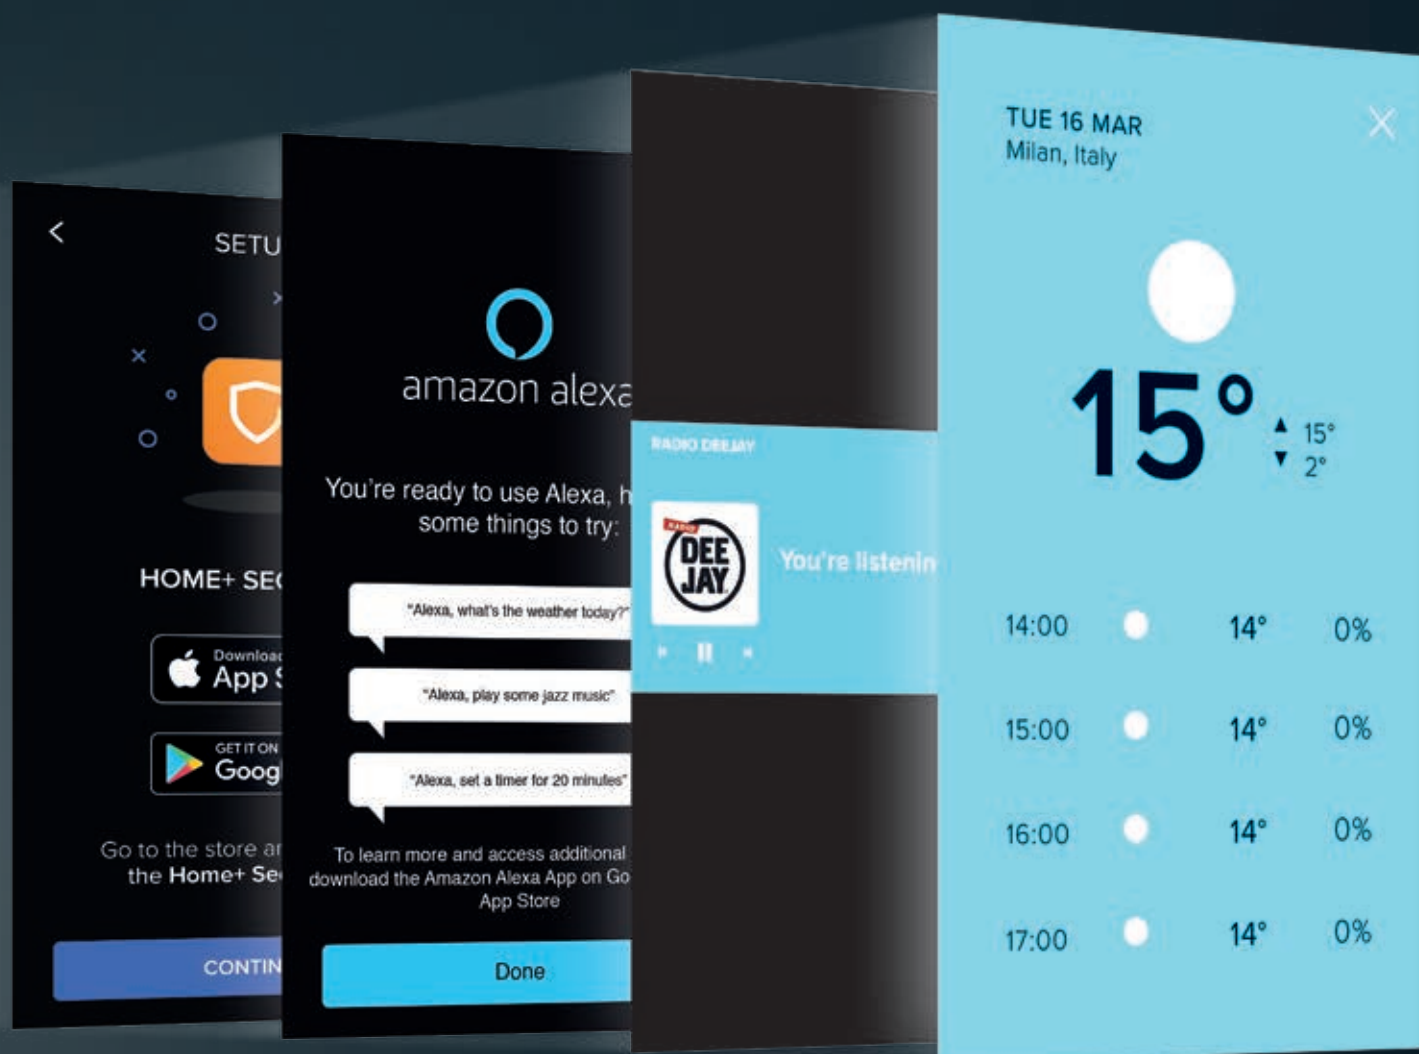 SETU
HOME+ SEC
Download
App S
GET IT ON
Goog
Go to the store ar
the Home+ Se
CONTIN
amazon alexa
You're ready to use Alexa, h
some things to try:
"Alexa, what's the weather today?"
"Alexa, play some jazz music"
"Alexa, set a timer for 20 minutes"
To learn more and access additional
download the Amazon Alexa App on Go
App Store
Done
RADIO DEEJAY
RADIO
DEE
JAY
You're listenin
TUE 16 MAR
Milan, Italy
15°
15°
2°
14:00 14° 0%
15:00 14° 0%
16:00 14° 0%
17:00 14° 0%